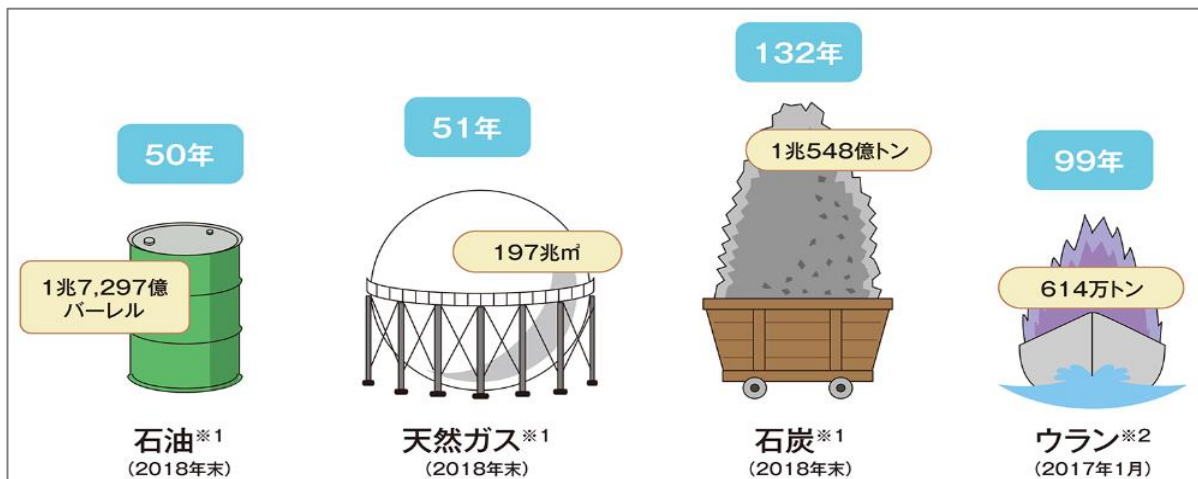 50年
1兆7,297億
バーレル
石油※1
(2018年末)
51年
197兆㎥
天然ガス※1
(2018年末)
132年
1兆548億トン
石炭※1
(2018年末)
99年
614万トン
ウラン※2
(2017年1月)